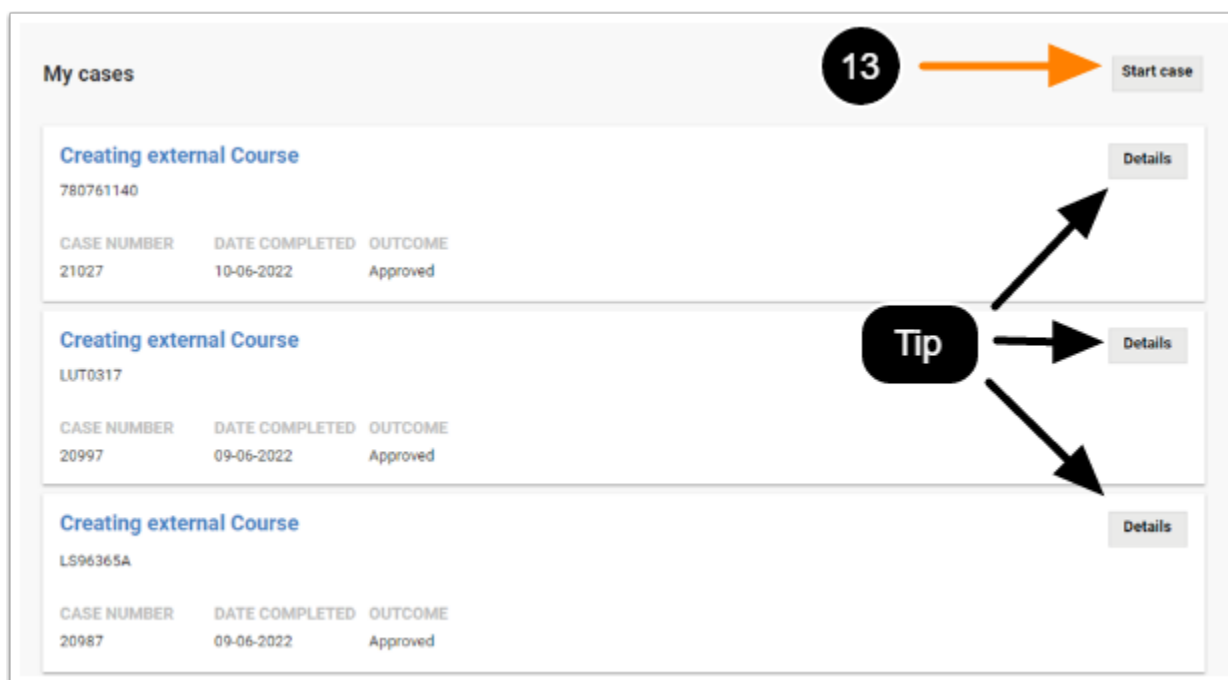 My cases
13
Start case
Creating external Course
Details
780761140
CASE NUMBER DATE COMPLETED OUTCOME
21027 10-06-2022 Approved
Creating external Course
Tip
Details
LUT0317
CASE NUMBER DATE COMPLETED OUTCOME
20997 09-06-2022 Approved
Creating external Course
Details
LS96365A
CASE NUMBER DATE COMPLETED OUTCOME
20987 09-06-2022 Approved